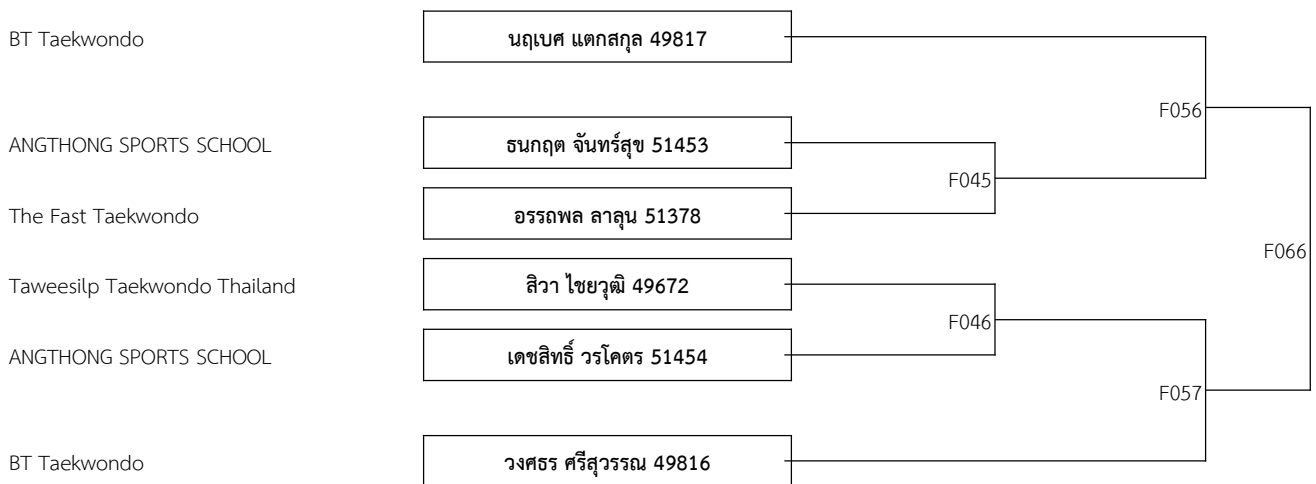 BT Taekwondo นฤเบศ แตกสกุล 49817
F056
ANGTHONG SPORTS SCHOOL ธนกฤต จันทร์สุข 51453
F045
The Fast Taekwondo อรรถพล ลาลุน 51378
F066
Taweesilp Taekwondo Thailand สิวา ไชยวุฒิ 49672
F046
ANGTHONG SPORTS SCHOOL เดชสิทธิ์ วรโคตร 51454
F057
BT Taekwondo วงศธร ศรีสุวรรณ 49816